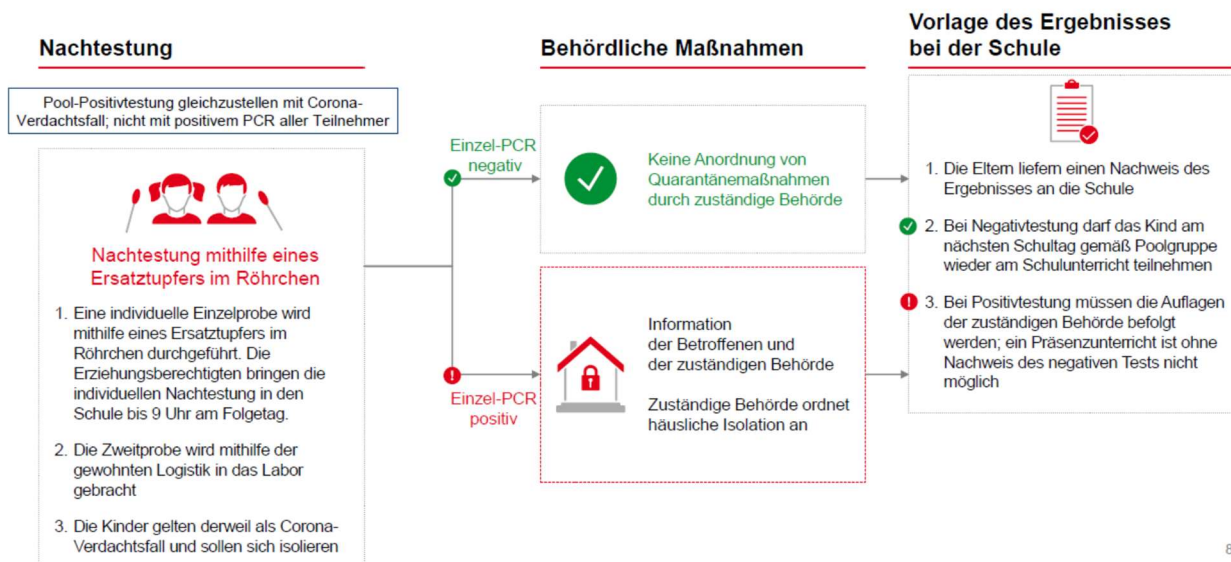 Nachtestung
Pool-Positivtestung gleichzustellen mit Corona-
Verdachtsfall; nicht mit positivem PCR aller Teilnehmer
Nachtestung mithilfe eines
Ersatztupfers im Röhrchen
1. Eine individuelle Einzelprobe wird
mithilfe eines Ersatztupfers im
Röhrchen durchgeführt. Die
Erziehungsberechtigten bringen die
individuellen Nachtestung in den
Schule bis 9 Uhr am Folgetag.
2. Die Zweitprobe wird mithilfe der
gewohnten Logistik in das Labor
gebracht
3. Die Kinder gelten derweil als Corona-
Verdachtsfall und sollen sich isolieren
Einzel-PCR
negativ
Einzel-PCR
positiv
Behördliche Maßnahmen
Keine Anordnung von
Quarantänemaßnahmen
durch zuständige Behörde
Information
der Betroffenen und
der zuständigen Behörde
Zuständige Behörde ordnet
häusliche Isolation an
Vorlage des Ergebnisses
bei der Schule
1. Die Eltern liefern einen Nachweis des
Ergebnisses an die Schule
2. Bei Negativtestung darf das Kind am
nächsten Schultag gemäß Poolgruppe
wieder am Schulunterricht teilnehmen
3. Bei Positivtestung müssen die Auflagen
der zuständigen Behörde befolgt
werden; ein Präsenzunterricht ist ohne
Nachweis des negativen Tests nicht
möglich
8